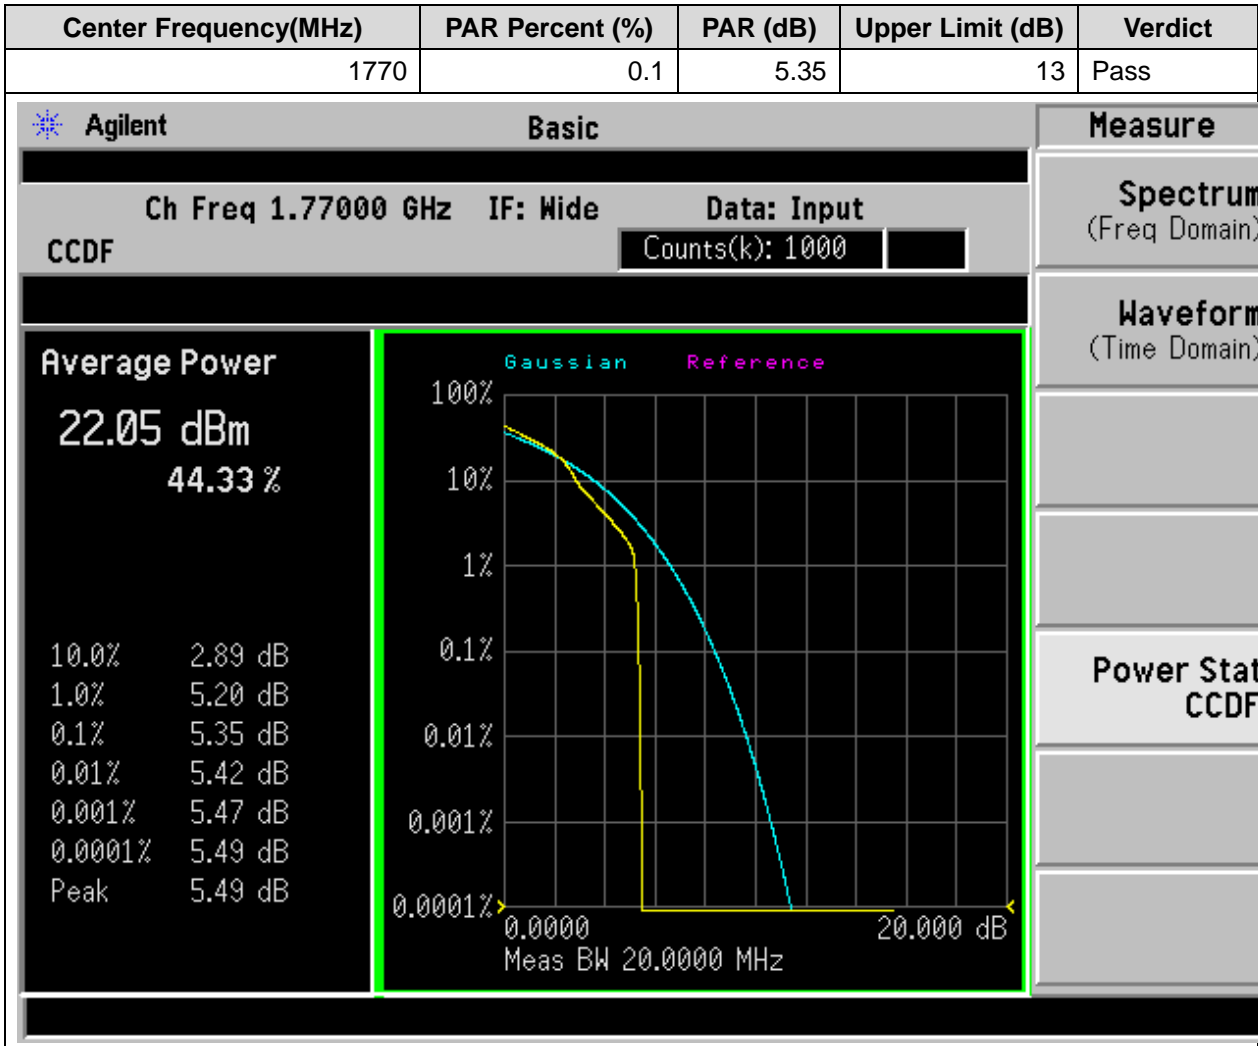 Center Frequency(MHz) PAR Percent (%) PAR (dB) Upper Limit (dB) Verdict
1770 0.1 5.35 13 Pass
Agilent Basic Measure
Ch Freq 1.77000 GHz IF: Wide Data: Input
CCDF Counts(k): 1000
Spectrum
(Freq Domain)
Waveform
(Time Domain)
Power Stat
CCDF
Average Power
22.05 dBm
44.33 %
10.0% 2.89 dB
1.0% 5.20 dB
0.1% 5.35 dB
0.01% 5.42 dB
0.001% 5.47 dB
0.0001% 5.49 dB
Peak 5.49 dB
Gaussian Reference
100%
10%
1%
0.1%
0.01%
0.001%
0.0001%
0.0000 20.000 dB
Meas BW 20.0000 MHz